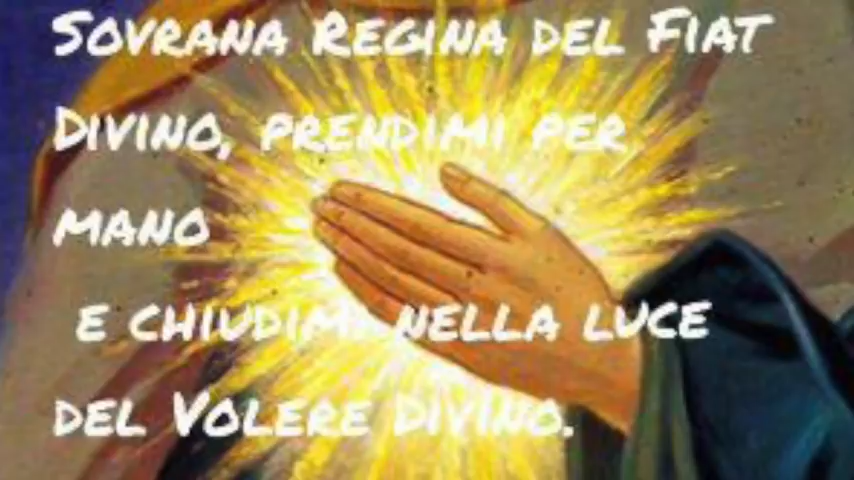 Sovrana Regina del Fiat
Divino, prendimi per
mano
e chiudimi nella luce
del Volere Divino.